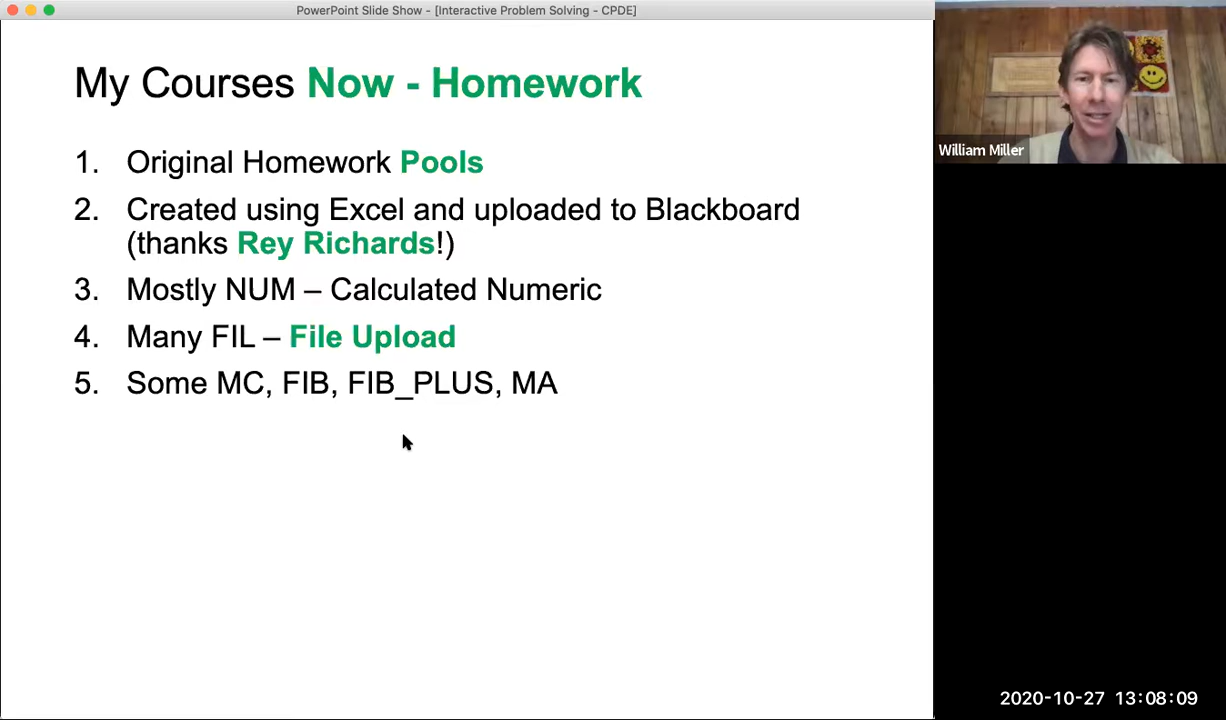 PowerPoint Slide Show - [Interactive Problem Solving - CPDE]
My Courses Now - Homework
1. Original Homework Pools
2. Created using Excel and uploaded to Blackboard
(thanks Rey Richards!)
3. Mostly NUM – Calculated Numeric
4. Many FIL – File Upload
5. Some MC, FIB, FIB_PLUS, MA
William Miller
2020-10-27 13:08:09